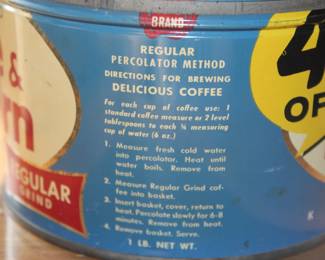 BRAND
REGULAR
PERCOLATOR METHOD
DIRECTIONS FOR BREWING
DELICIOUS COFFEE
For each cup of coffee use: 1
standard coffee measure or 2 level
tablespoons to each ¾ measuring
cup of water (6 oz.)
1. Measure fresh cold water
into percolator. Heat until
water boils. Remove from
heat.
2. Measure Regular Grind cof-
fee into basket.
3. Insert basket, cover, return to
heat. Percolate slowly for 6-8
minutes. Remove from heat.
4. Remove basket, Serve.
1 LB. NET WT.
&
rn
REGULAR
GRIND
4
OF
K